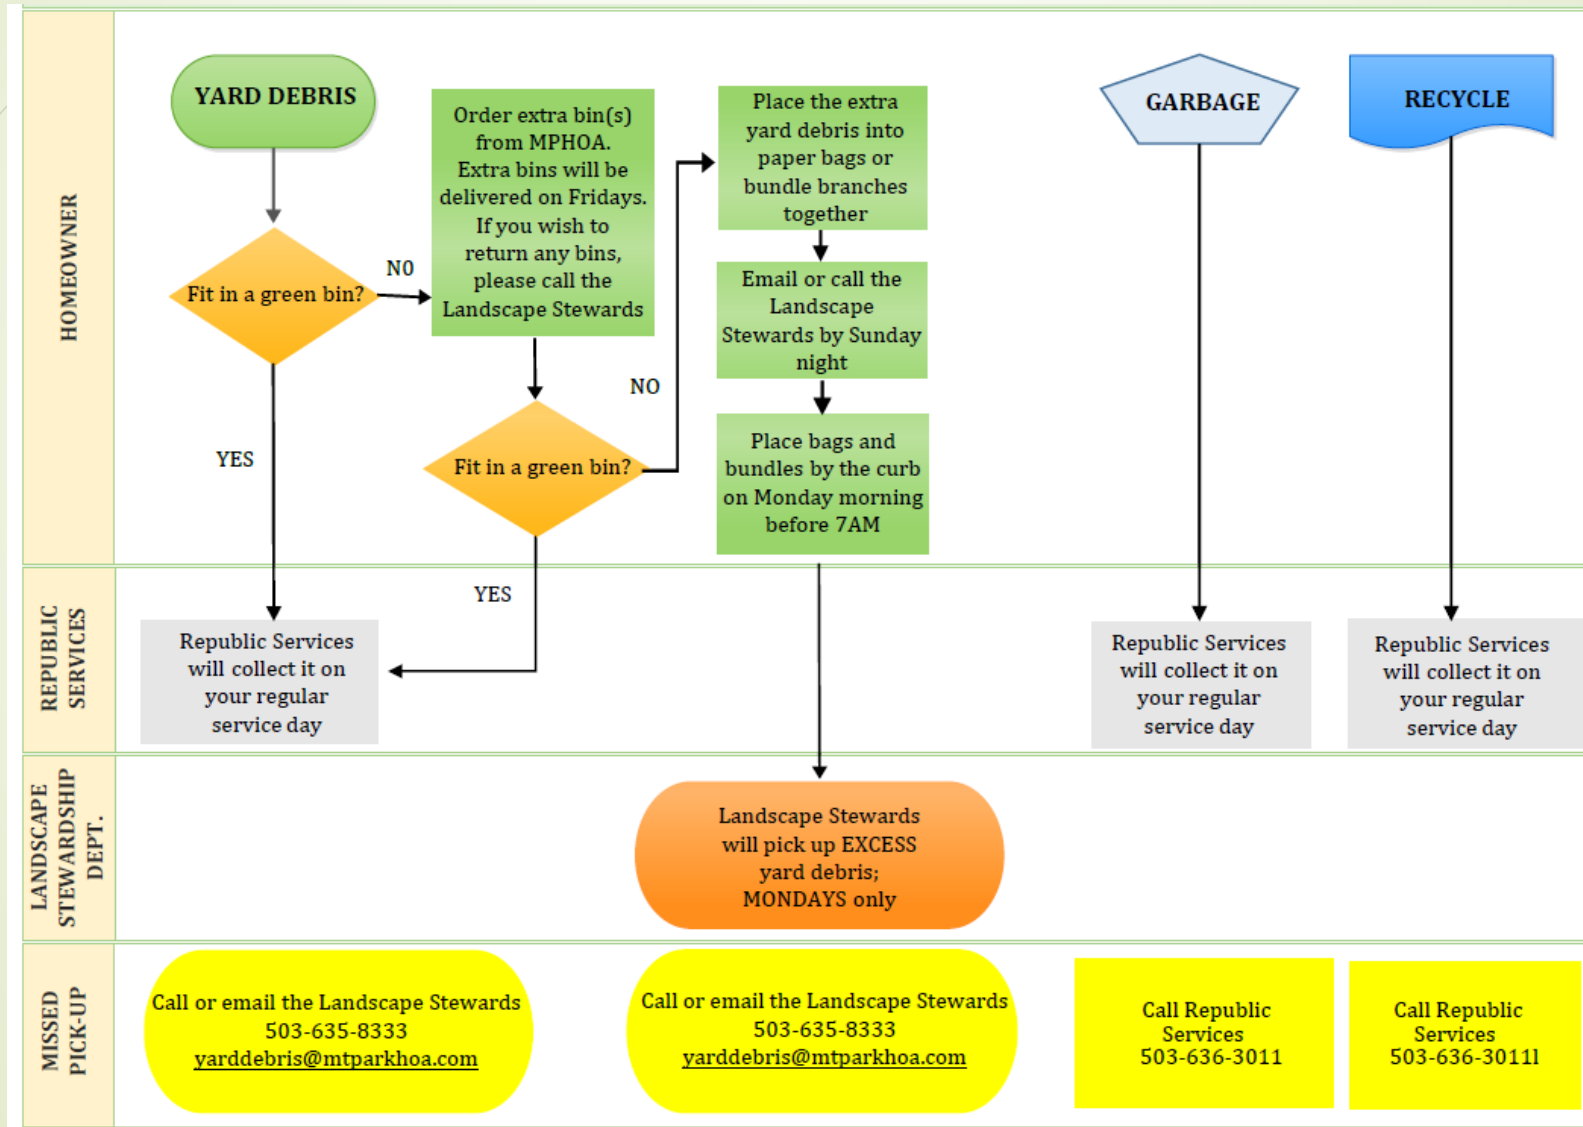 HOMEOWNER
YARD DEBRIS
Fit in a green bin?
N0
YES
Order extra bin(s)
from MPHOA.
Extra bins will be
delivered on Fridays.
If you wish to
return any bins,
please call the
Landscape Stewards
Fit in a green bin?
NO
YES
Place the extra
yard debris into
paper bags or
bundle branches
together
Email or call the
Landscape
Stewards by Sunday
night
Place bags and
bundles by the curb
on Monday morning
before 7AM
GARBAGE
RECYCLE
REPUBLIC
SERVICES
Republic Services
will collect it on
your regular
service day
Republic Services
will collect it on
your regular
service day
Republic Services
will collect it on
your regular
service day
LANDSCAPE
STEWARDSHIP
DEPT.
Landscape Stewards
will pick up EXCESS
yard debris;
MONDAYS only
MISSED
PICK-UP
Call or email the Landscape Stewards
503-635-8333
yarddebris@mtparkhoa.com
Call or email the Landscape Stewards
503-635-8333
yarddebris@mtparkhoa.com
Call Republic
Services
503-636-3011
Call Republic
Services
503-636-3011l